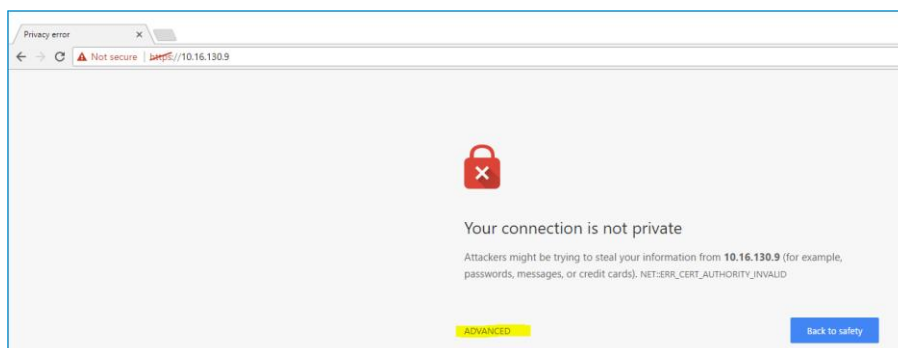 Privacy error
Not secure | https://10.16.130.9
Your connection is not private
Attackers might be trying to steal your information from 10.16.130.9 (for example,
passwords, messages, or credit cards). NET::ERR_CERT_AUTHORITY_INVALID
ADVANCED
Back to safety